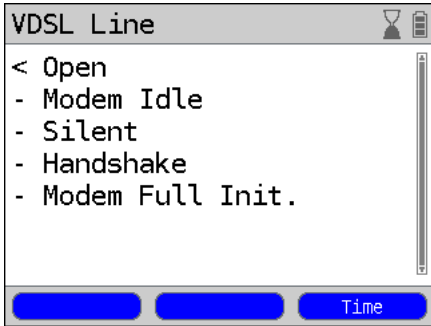 VDSL Line
< Open
- Modem Idle
- Silent
- Handshake
- Modem Full Init.
Time